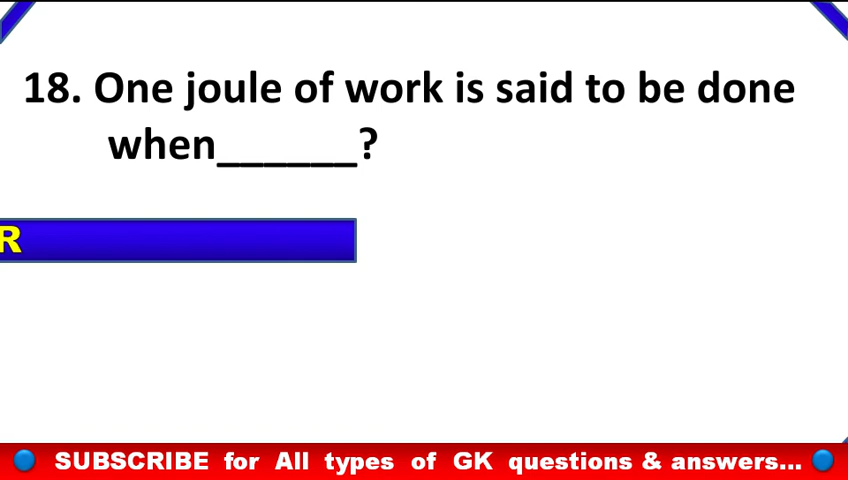 18. One joule of work is said to be done
when______?
R
SUBSCRIBE for All types of GK questions & answers...